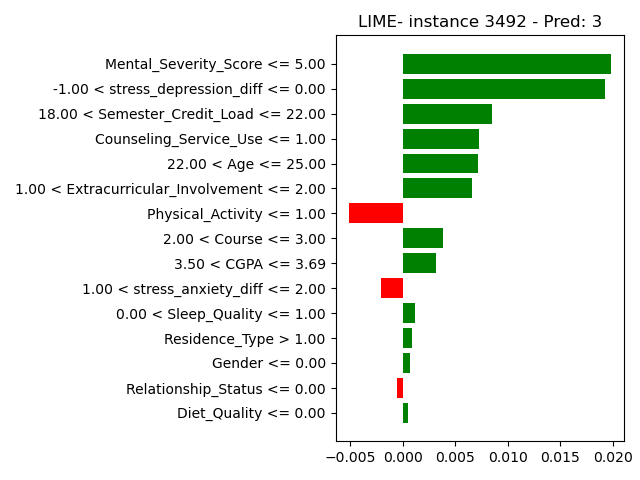 LIME- instance 3492 - Pred: 3
Mental_Severity_Score <= 5.00
-1.00 < stress_depression_diff <= 0.00
18.00 < Semester_Credit_Load <= 22.00
Counseling_Service_Use <= 1.00
22.00 < Age <= 25.00
1.00 < Extracurricular_Involvement <= 2.00
Physical_Activity <= 1.00
2.00 < Course <= 3.00
3.50 < CGPA <= 3.69
1.00 < stress_anxiety_diff <= 2.00
0.00 < Sleep_Quality <= 1.00
Residence_Type > 1.00
Gender <= 0.00
Relationship_Status <= 0.00
Diet_Quality <= 0.00
−0.005 0.000 0.005 0.010 0.015 0.020